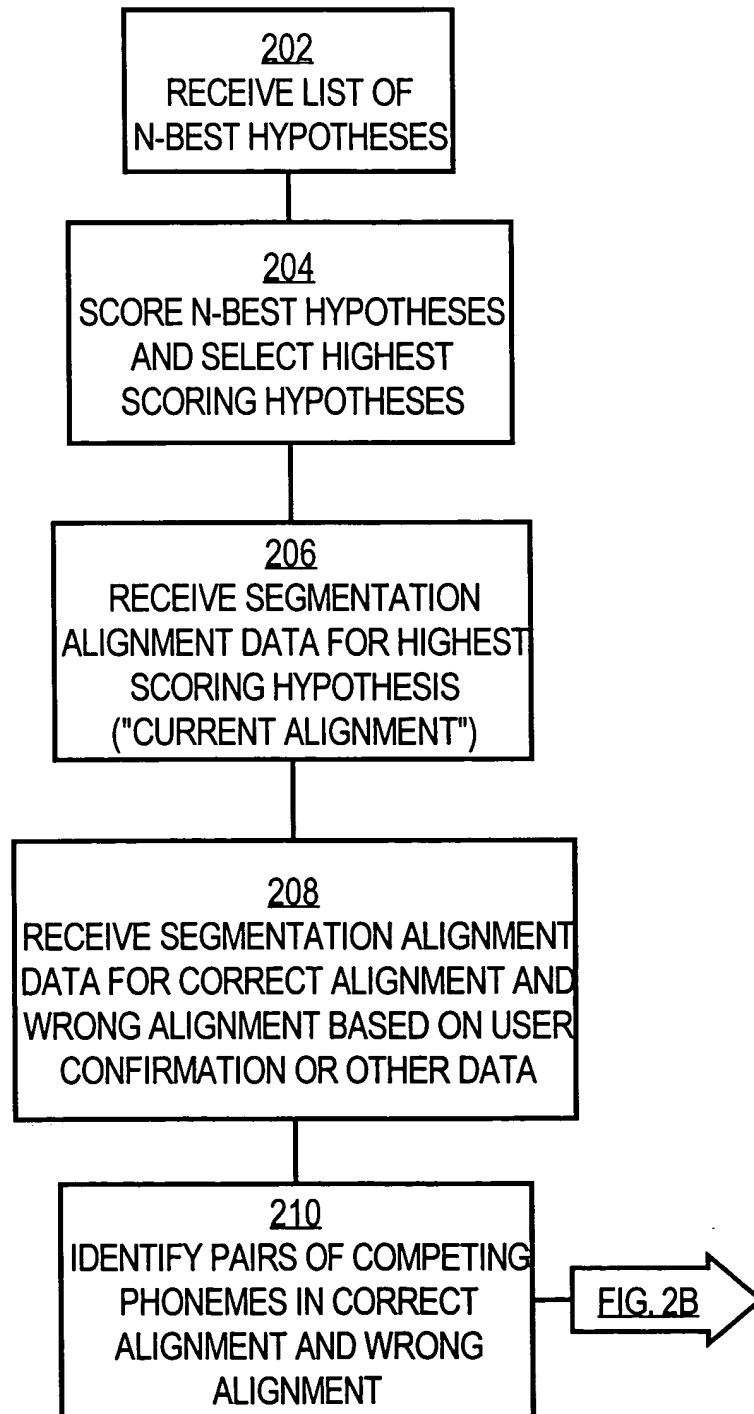 202
RECEIVE LIST OF
N-BEST HYPOTHESES
204
SCORE N-BEST HYPOTHESES
AND SELECT HIGHEST
SCORING HYPOTHESES
206
RECEIVE SEGMENTATION
ALIGNMENT DATA FOR HIGHEST
SCORING HYPOTHESIS
("CURRENT ALIGNMENT")
208
RECEIVE SEGMENTATION ALIGNMENT
DATA FOR CORRECT ALIGNMENT AND
WRONG ALIGNMENT BASED ON USER
CONFIRMATION OR OTHER DATA
210
IDENTIFY PAIRS OF COMPETING
PHONEMES IN CORRECT
ALIGNMENT AND WRONG
ALIGNMENT
FIG. 2B